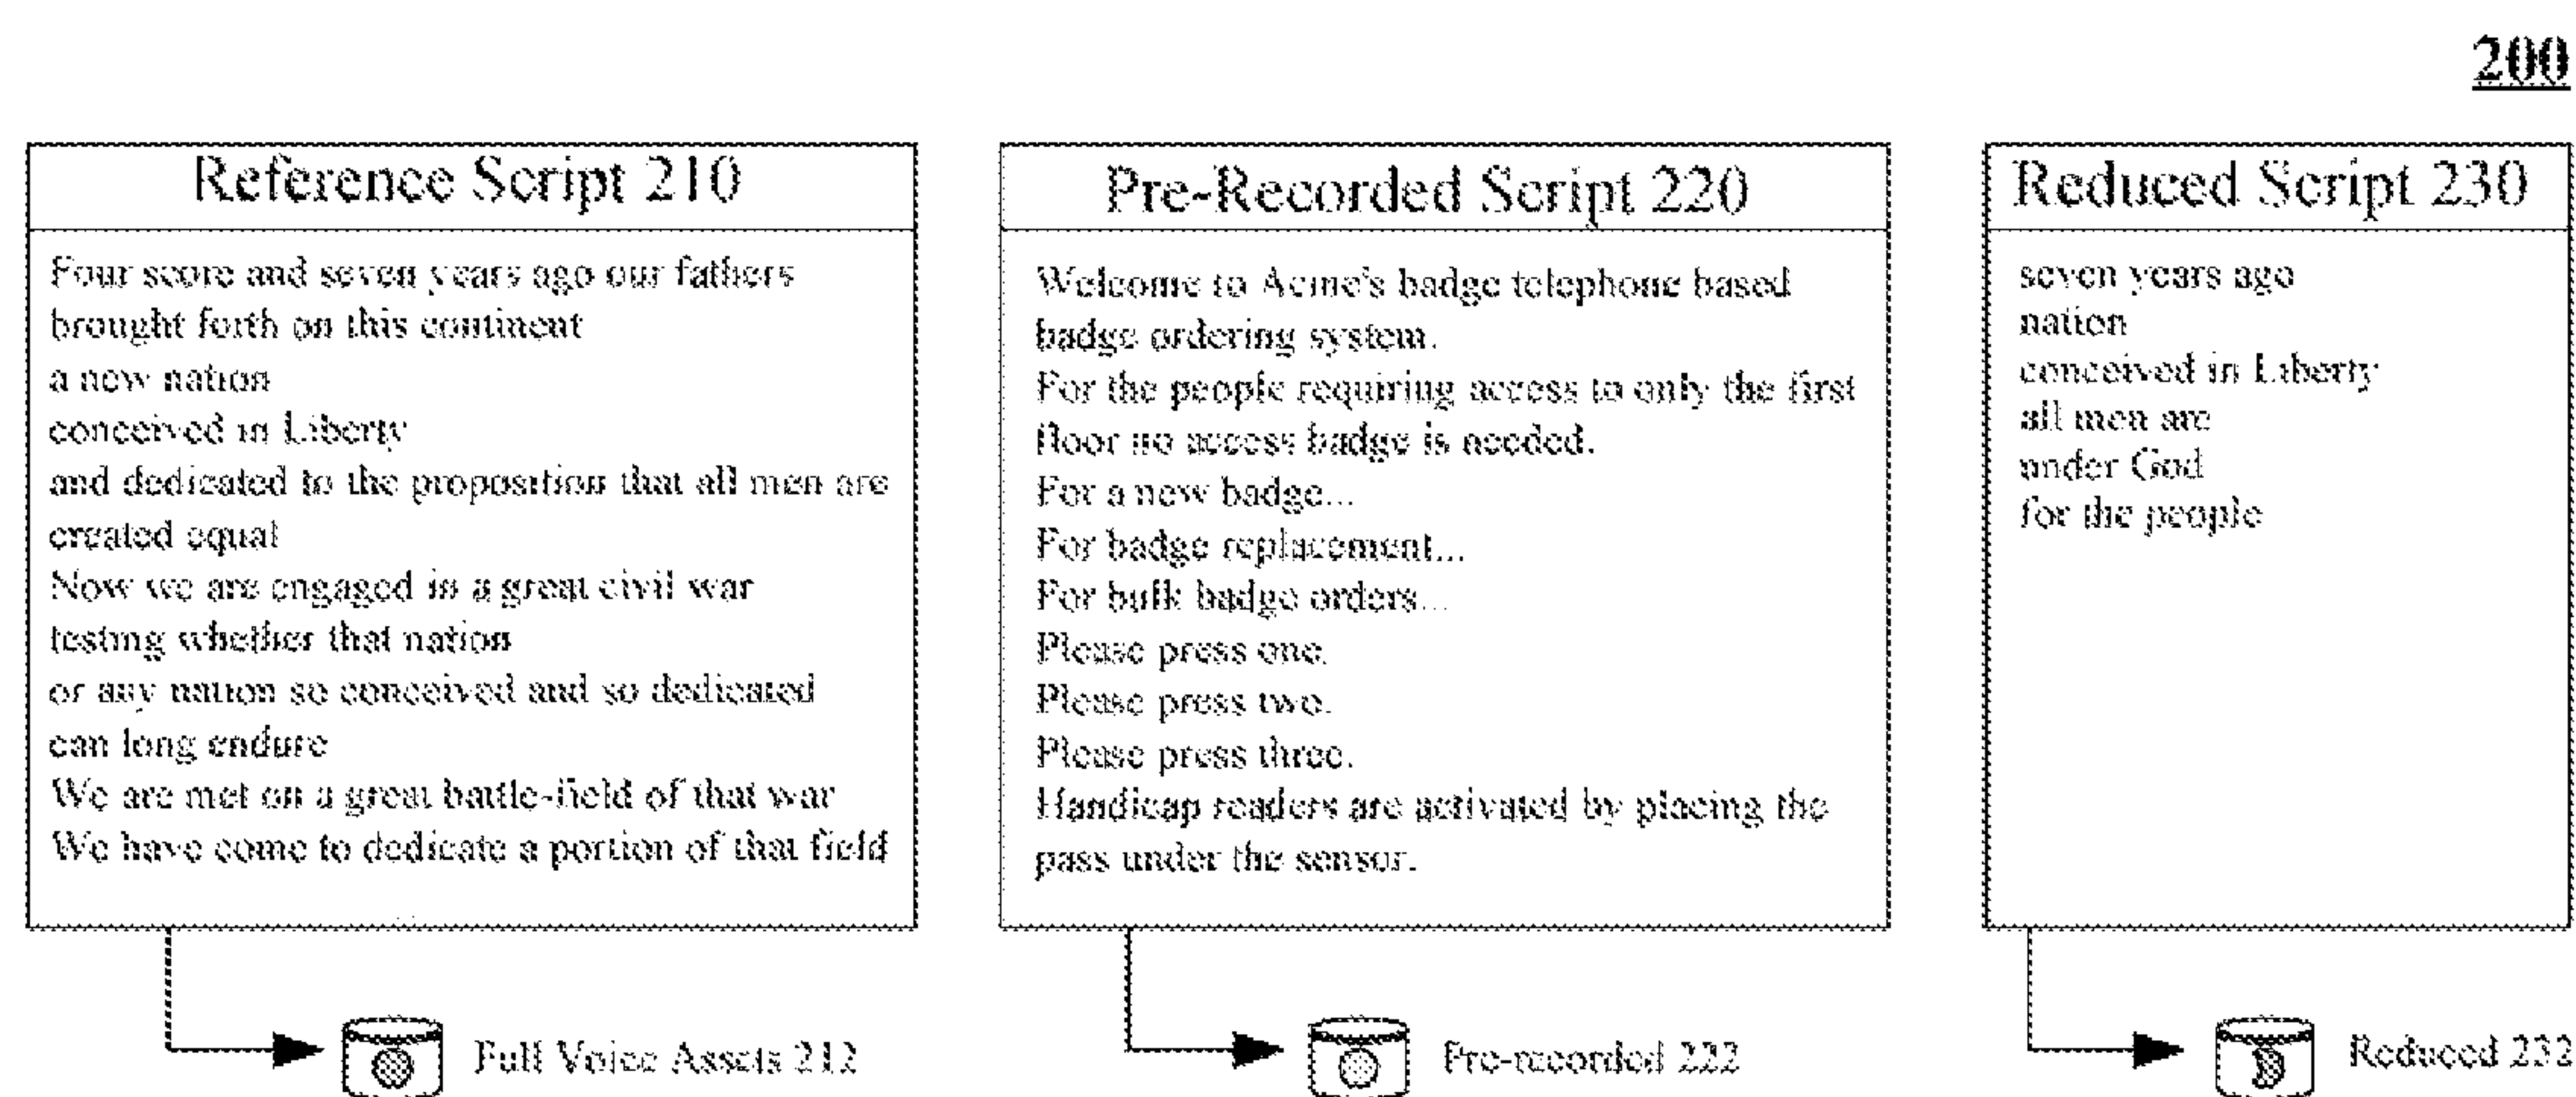 200
Reference Script 210
Four score and seven years ago our fathers
brought forth on this continent
a new nation
conceived in Liberty
and dedicated to the proposition that all men are
created equal
Now we are engaged in a great civil war
testing whether that nation
or any nation so conceived and so dedicated
can long endure
We are met on a great battle-field of that war
We have come to dedicate a portion of that field
Full Voice Assets 212
Pre-Recorded Script 220
Welcome to Acme's badge telephone based
badge ordering system.
For the people requiring access to only the first
floor no access badge is needed.
For a new badge...
For badge replacement...
For bulk badge orders...
Please press one.
Please press two.
Please press three.
Handicap readers are activated by placing the
pass under the sensor.
Pre-recorded 222
Reduced Script 230
seven years ago
nation
conceived in Liberty
all men are
under God
for the people
Reduced 232